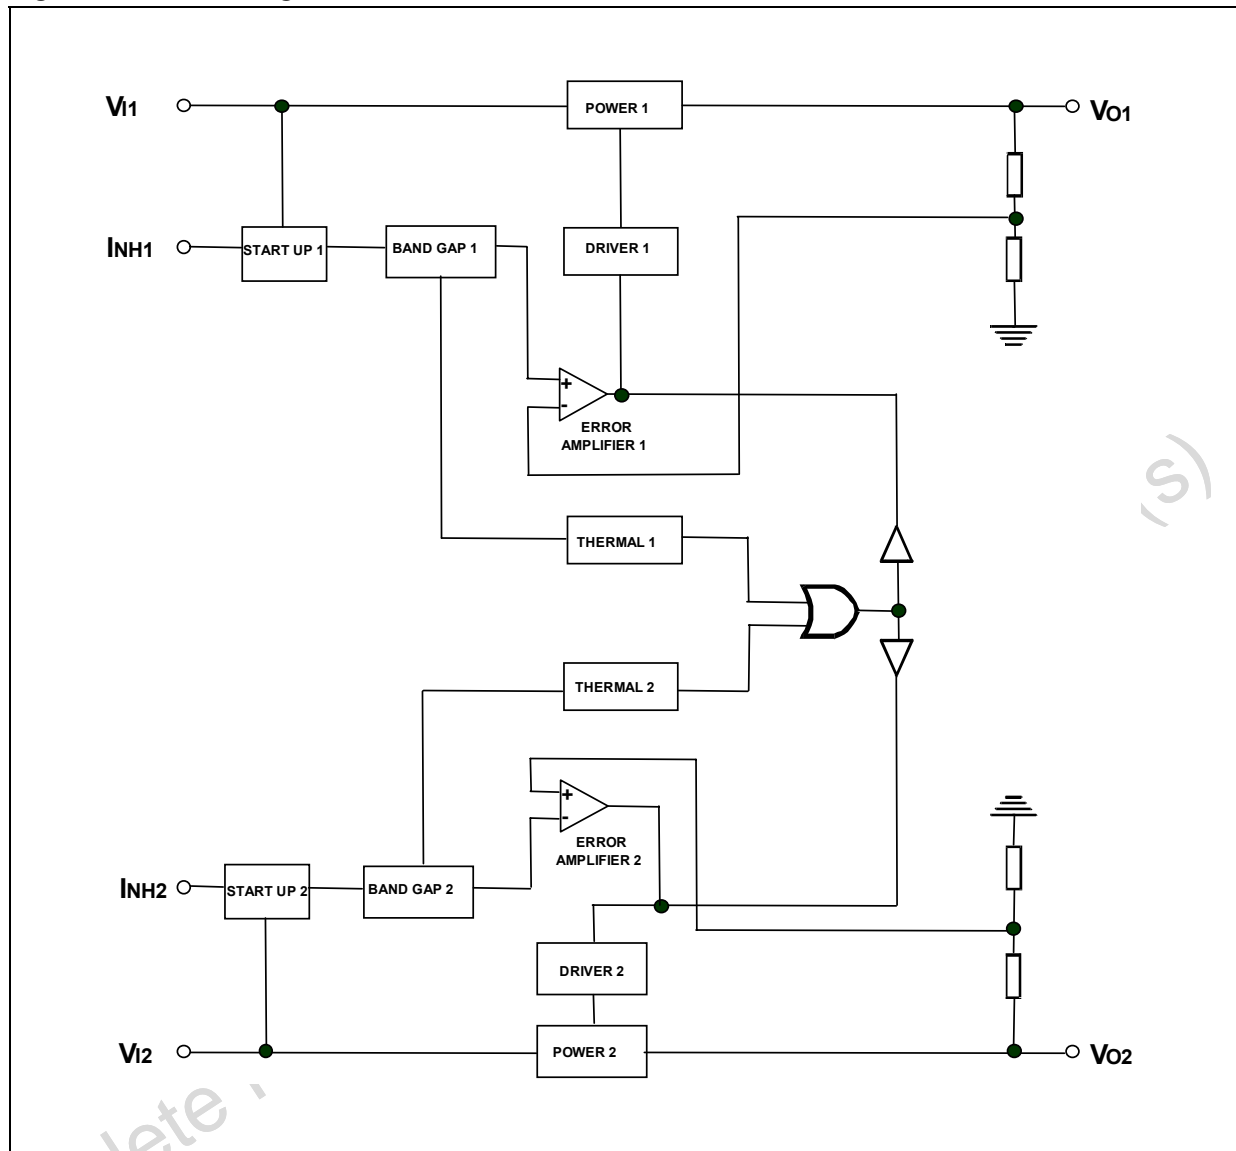 VI1
POWER 1
VO1
INH1
START UP 1
BAND GAP 1
DRIVER 1
+
-
ERROR
AMPLIFIER 1
(s)
THERMAL 1
THERMAL 2
+
-
ERROR
AMPLIFIER 2
INH2
START UP 2
BAND GAP 2
DRIVER 2
VI2
POWER 2
VO2
lete